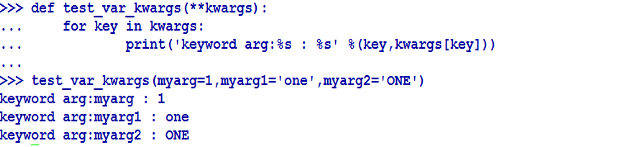 >>> def test_var_kwargs(**kwargs):
...     for key in kwargs:
...             print('keyword arg:%s : %s' %(key,kwargs[key]))
...
>>> test_var_kwargs(myarg=1,myarg1='one',myarg2='ONE')
keyword arg:myarg : 1
keyword arg:myarg1 : one
keyword arg:myarg2 : ONE